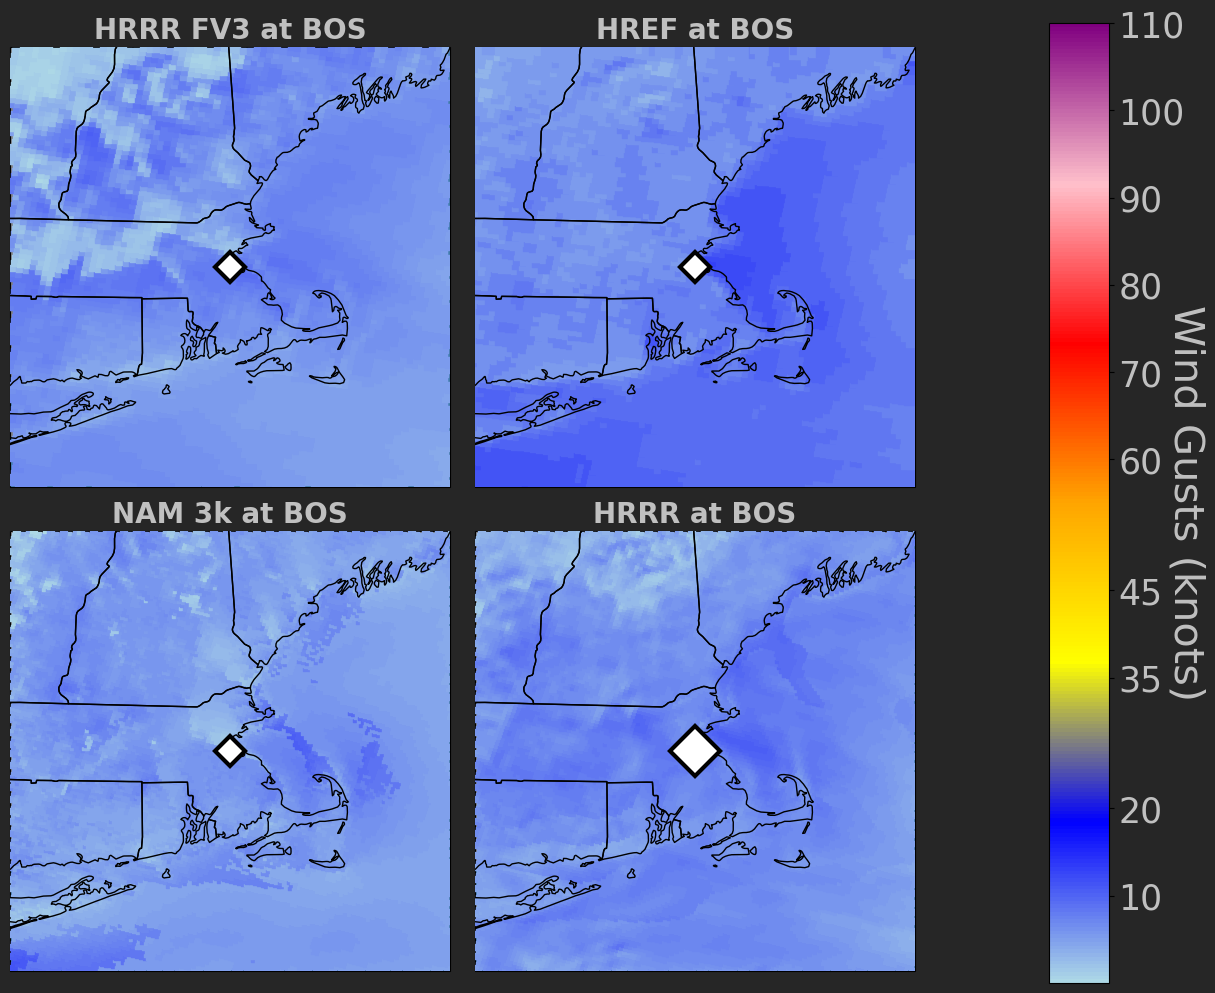 HRRR FV3 at BOS
HREF at BOS
NAM 3k at BOS
HRRR at BOS
110
100
90
80
70
60
45
35
20
10
Wind Gusts (knots)